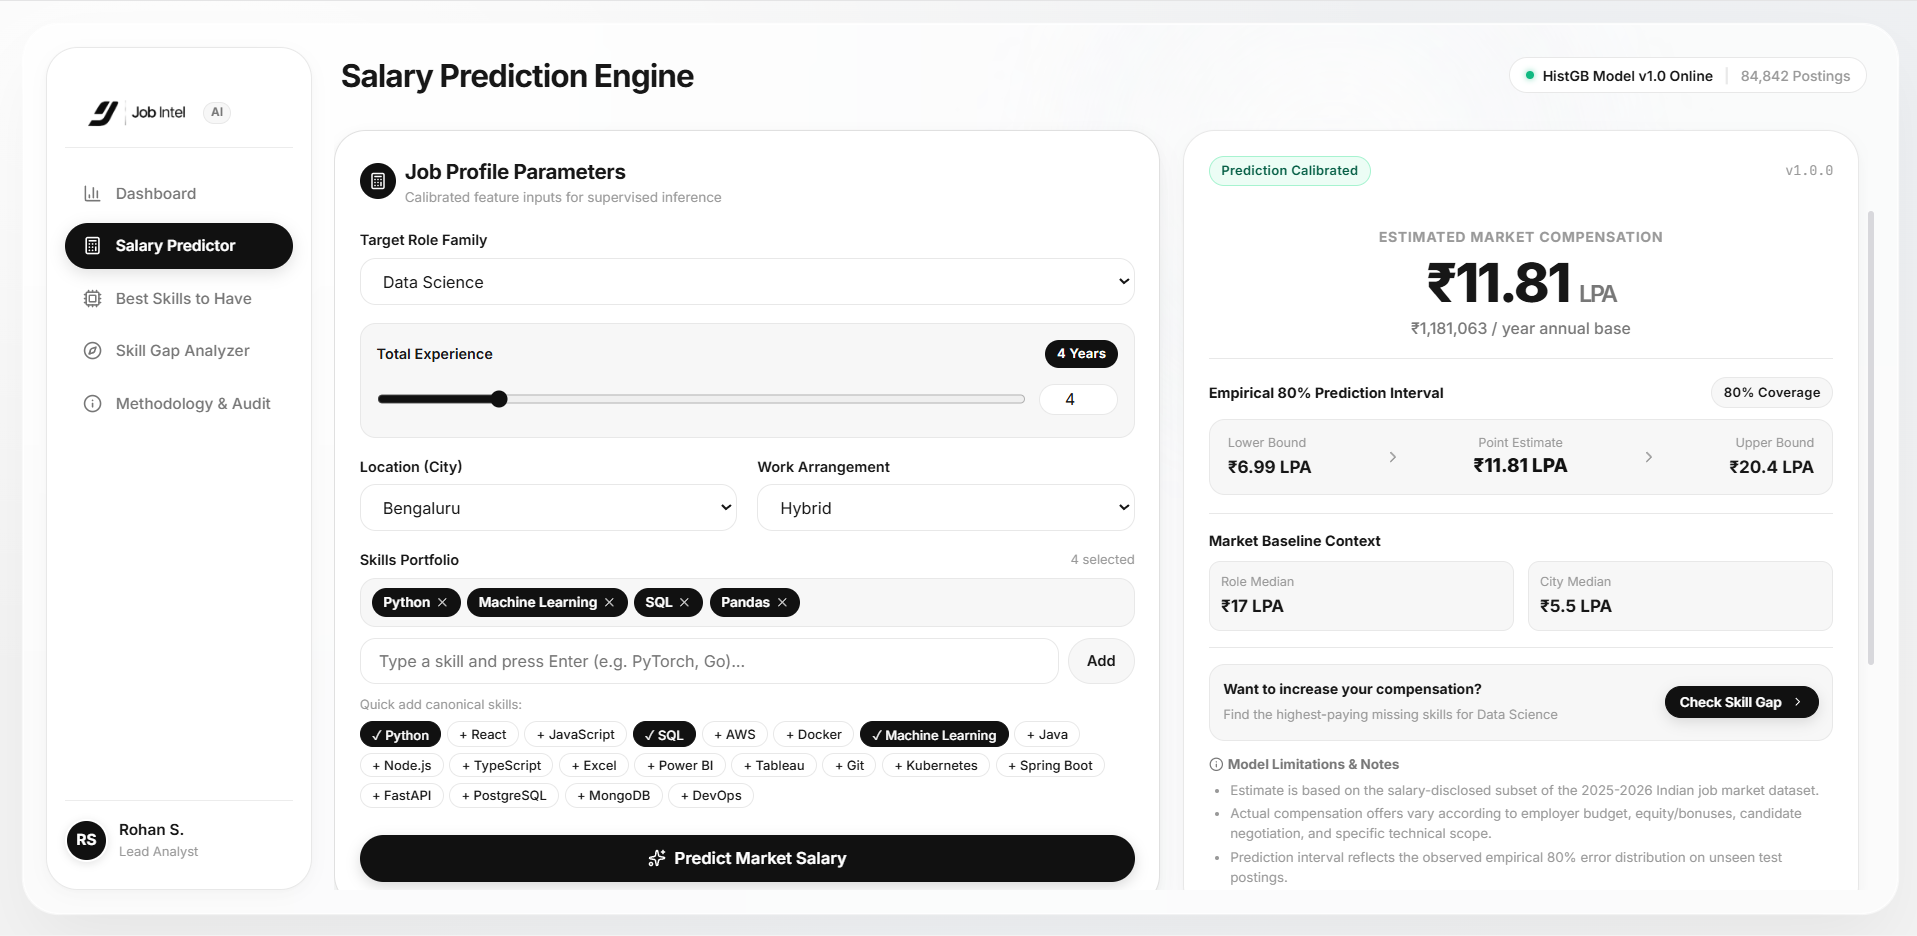 Job Intel AI
Dashboard
Salary Predictor
Best Skills to Have
Skill Gap Analyzer
Methodology & Audit
RS
Rohan S.
Lead Analyst
Salary Prediction Engine
HistGB Model v1.0 Online
84,842 Postings
Job Profile Parameters
Calibrated feature inputs for supervised inference
Target Role Family
Data Science
Total Experience
4 Years
4
Location (City)
Bengaluru
Work Arrangement
Hybrid
Skills Portfolio
4 selected
Python ×
Machine Learning ×
SQL ×
Pandas ×
Type a skill and press Enter (e.g. PyTorch, Go)...
Add
Quick add canonical skills:
✓ Python + React + JavaScript ✓ SQL + AWS + Docker ✓ Machine Learning + Java
+ Node.js + TypeScript + Excel + Power BI + Tableau + Git + Kubernetes + Spring Boot
+ FastAPI + PostgreSQL + MongoDB + DevOps
Predict Market Salary
Prediction Calibrated
v1.0.0
ESTIMATED MARKET COMPENSATION
₹11.81 LPA
₹1,181,063 / year annual base
Empirical 80% Prediction Interval
80% Coverage
Lower Bound
₹6.99 LPA
Point Estimate
₹11.81 LPA
Upper Bound
₹20.4 LPA
Market Baseline Context
Role Median
₹17 LPA
City Median
₹5.5 LPA
Want to increase your compensation?
Find the highest-paying missing skills for Data Science
Check Skill Gap
Model Limitations & Notes
• Estimate is based on the salary-disclosed subset of the 2025-2026 Indian job market dataset.
• Actual compensation offers vary according to employer budget, equity/bonuses, candidate
negotiation, and specific technical scope.
• Prediction interval reflects the observed empirical 80% error distribution on unseen test
postings.